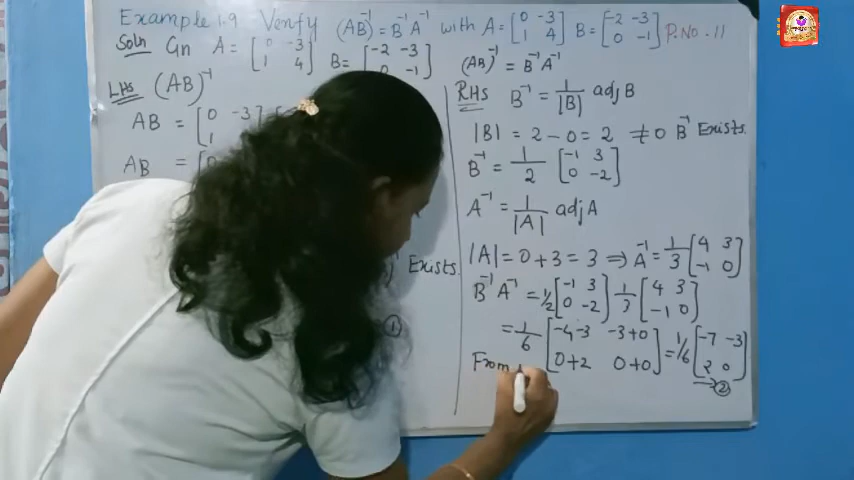 Example 1.9 Verify (AB)⁻¹ = B⁻¹ A⁻¹ with A = [0 -3; 1 4] B = [-2 -3; 0 -1] P.No. 11
Soln Gn A = [0 -3; 1 4] B = [-2 -3; 0 -1] (AB)⁻¹ = B⁻¹ A⁻¹
LHS (AB)⁻¹
AB = [0 -3; 1
AB = [
Exists.
①
RHS B⁻¹ = 1/|B| adj B
|B| = 2 - 0 = 2 ≠ 0 B⁻¹ Exists.
B⁻¹ = 1/2 [-1 3; 0 -2]
A⁻¹ = 1/|A| adj A
|A| = 0 + 3 = 3 ⇒ A⁻¹ = 1/3 [4 3; -1 0]
B⁻¹ A⁻¹ = 1/2 [-1 3; 0 -2] 1/3 [4 3; -1 0]
= 1/6 [-4-3 -3+0; 0+2 0+0] = 1/6 [-7 -3; 2 0]
→ ②
From